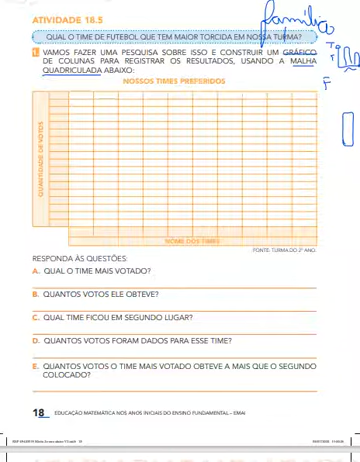 ATIVIDADE 18.5
família
QUAL O TIME DE FUTEBOL QUE TEM MAIOR TORCIDA EM NOSSA TURMA?
1. VAMOS FAZER UMA PESQUISA SOBRE ISSO E CONSTRUIR UM GRÁFICO
DE COLUNAS PARA REGISTRAR OS RESULTADOS, USANDO A MALHA
QUADRICULADA ABAIXO:
F
NOSSOS TIMES PREFERIDOS
QUANTIDADE DE VOTOS
NOME DOS TIMES
FONTE: TURMA DO 2º ANO.
RESPONDA ÀS QUESTÕES:
A. QUAL O TIME MAIS VOTADO?
B. QUANTOS VOTOS ELE OBTEVE?
C. QUAL TIME FICOU EM SEGUNDO LUGAR?
D. QUANTOS VOTOS FORAM DADOS PARA ESSE TIME?
E. QUANTOS VOTOS O TIME MAIS VOTADO OBTEVE A MAIS QUE O SEGUNDO
COLOCADO?
18 EDUCAÇÃO MATEMÁTICA NOS ANOS INICIAIS DO ENSINO FUNDAMENTAL – EMAI